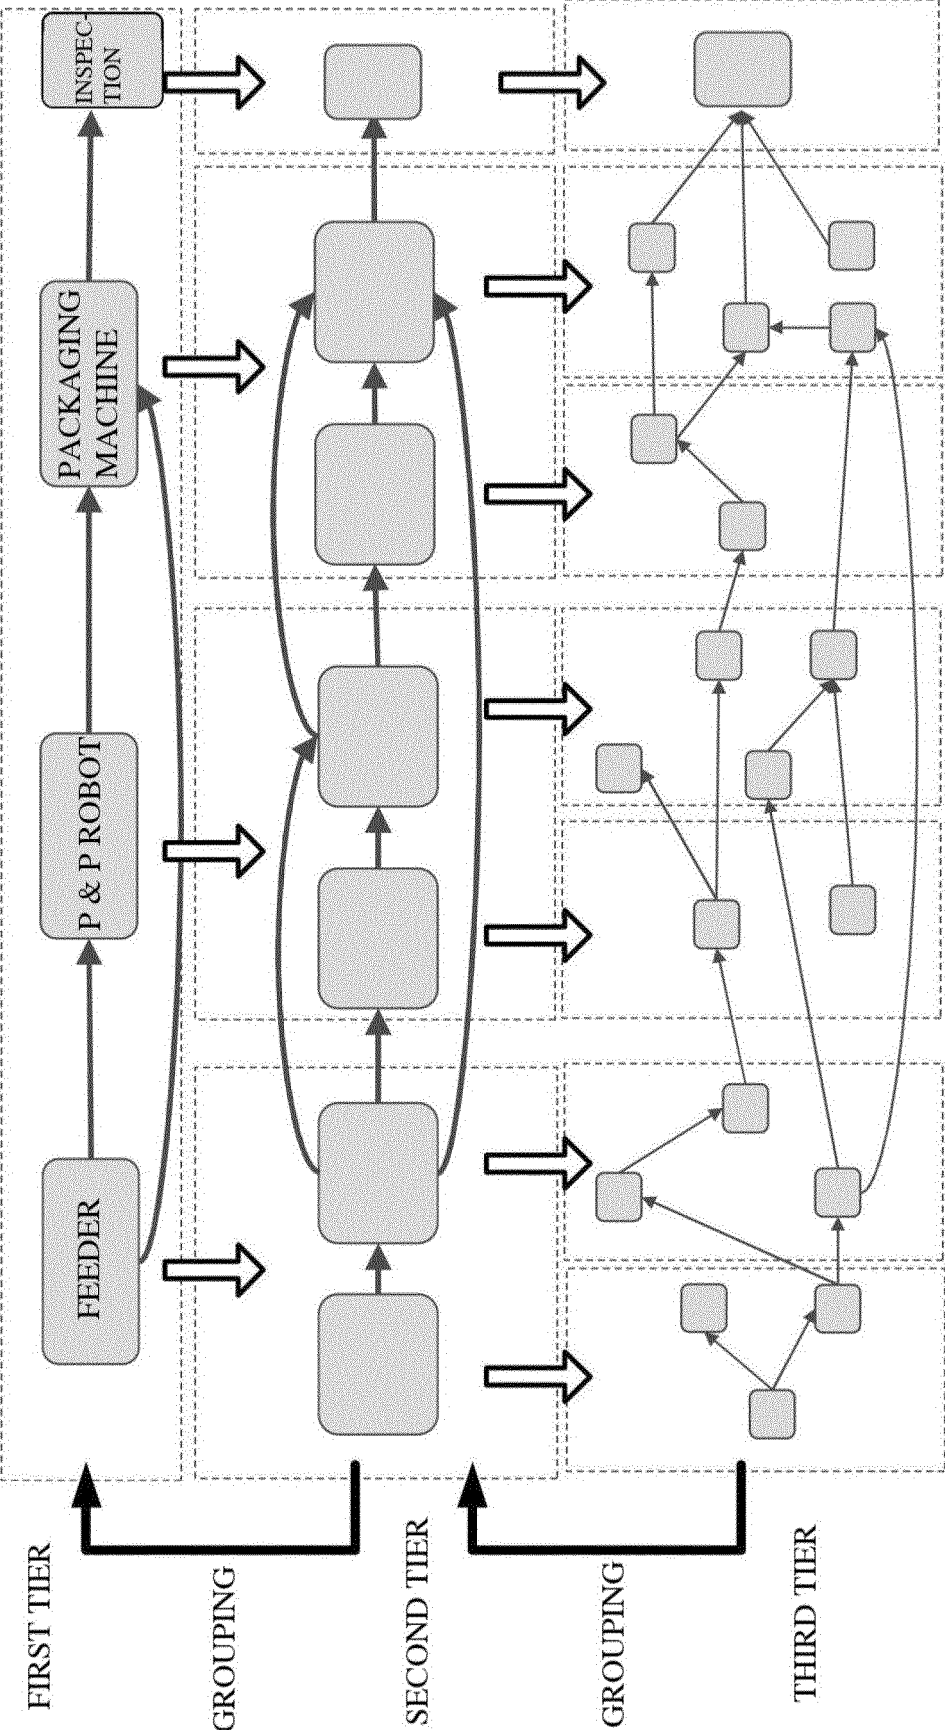 FIRST TIER
FEEDER
P & P ROBOT
PACKAGING
MACHINE
INSPEC-
TION
GROUPING
SECOND TIER
GROUPING
THIRD TIER